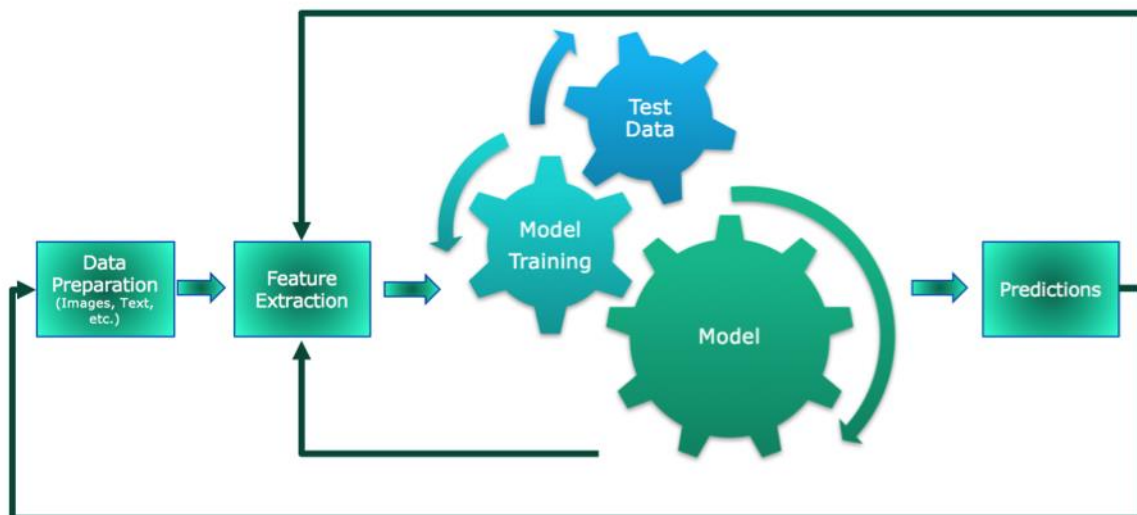 Test
Data
Model
Training
Data
Preparation
(Images, Text,
etc.)
Feature
Extraction
Model
Predictions